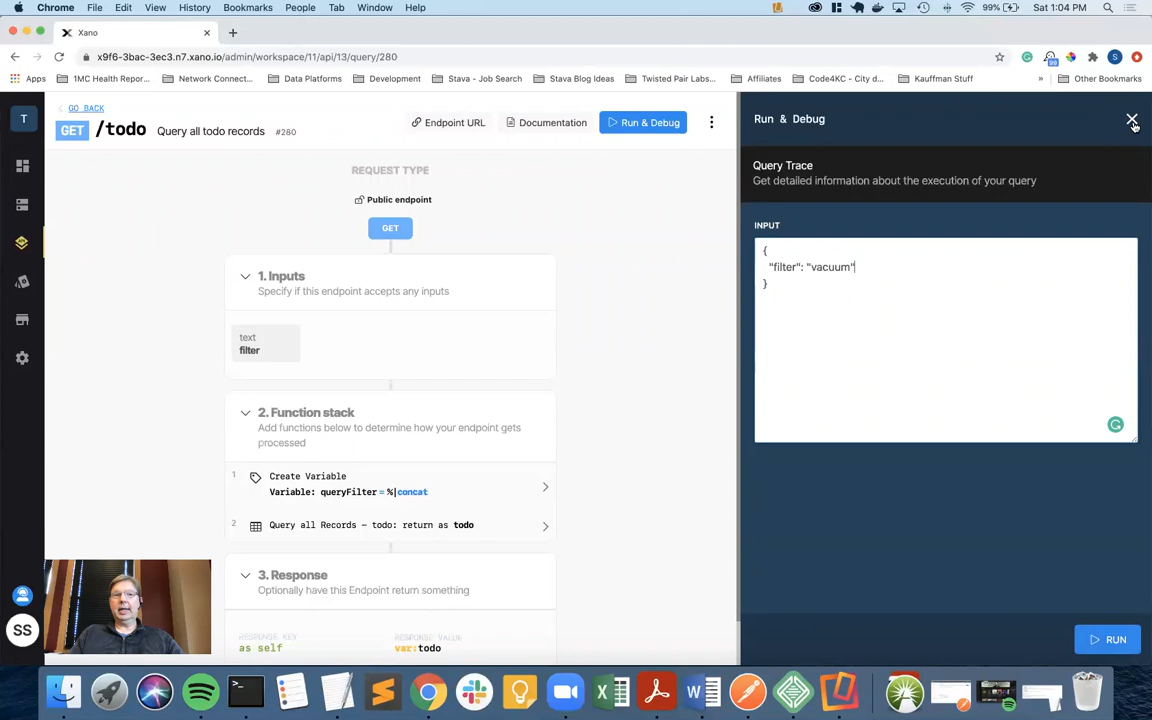 Chrome File Edit View History Bookmarks People Tab Window Help 99% Sat 1:04 PM
Xano
x9f6-3bac-3ec3.n7.xano.io/admin/workspace/11/api/13/query/280
Apps 1MC Health Repor... Network Connect... Data Platforms Development Stava - Job Search Stava Blog Ideas Twisted Pair Labs... Affiliates Code4KC - City d... Kauffman Stuff » Other Bookmarks
T
GO BACK
GET /todo Query all todo records #280
Endpoint URL Documentation Run & Debug
REQUEST TYPE
Public endpoint
GET
1. Inputs
Specify if this endpoint accepts any inputs
text
filter
2. Function stack
Add functions below to determine how your endpoint gets
processed
1 Create Variable
Variable: queryFilter = %|concat
2 Query all Records — todo: return as todo
3. Response
Optionally have this Endpoint return something
RESPONSE KEY RESPONSE VALUE
as self var:todo
SS
Run & Debug
Query Trace
Get detailed information about the execution of your query
INPUT
{
"filter": "vacuum"
}
RUN